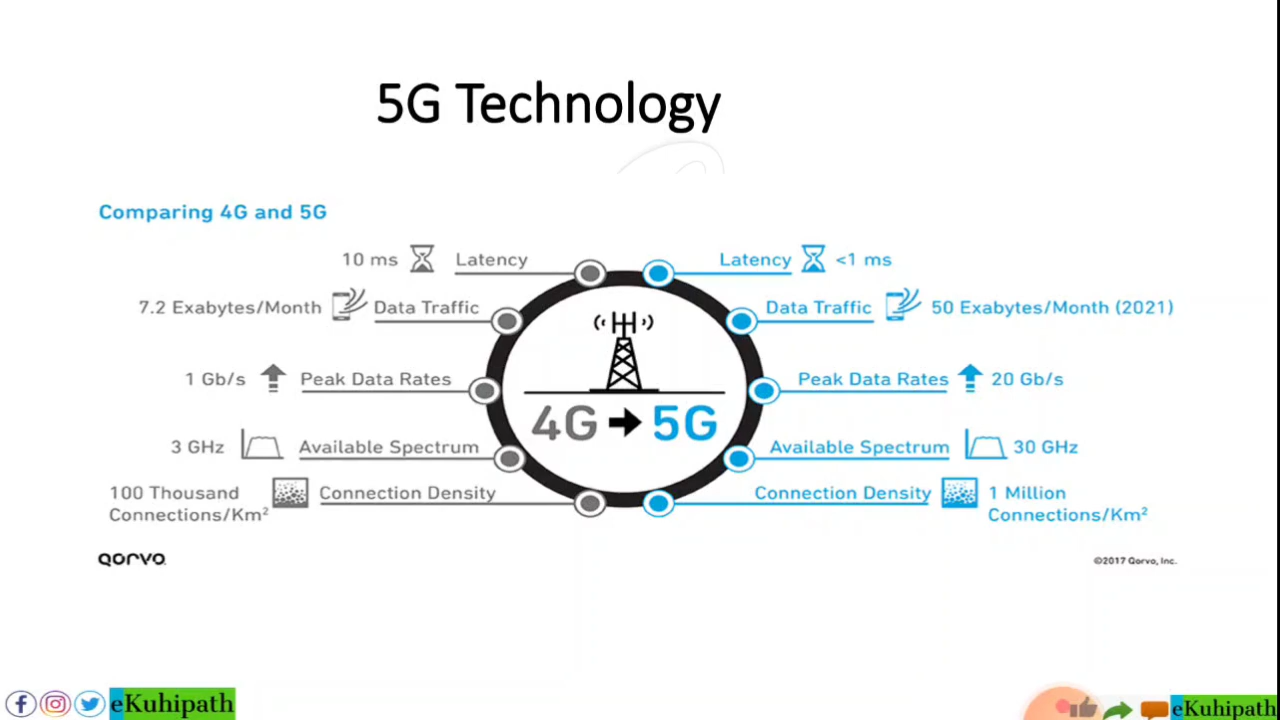 5G Technology
Comparing 4G and 5G
10 ms Latency
Latency <1 ms
7.2 Exabytes/Month Data Traffic
Data Traffic 50 Exabytes/Month (2021)
1 Gb/s Peak Data Rates
Peak Data Rates 20 Gb/s
4G 5G
3 GHz Available Spectrum
Available Spectrum 30 GHz
100 Thousand Connection Density
Connections/Km²
Connection Density 1 Million
Connections/Km²
QORVO
©2017 Qorvo, Inc.
eKuhipath
eKuhipath